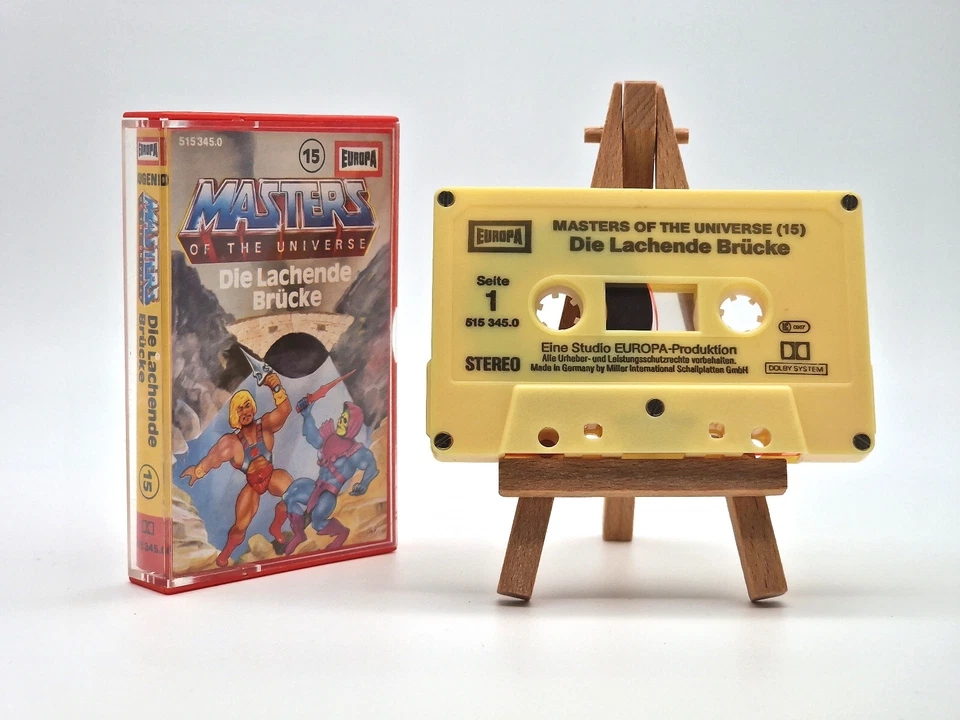 515 345.0
15
EUROPA
MASTERS
OF THE UNIVERSE
Die Lachende
Brücke
EUROPA
MASTERS
Die Lachende
Brücke
15
EUROPA
MASTERS OF THE UNIVERSE (15)
Die Lachende Brücke
Seite
1
515 345.0
STEREO
Eine Studio EUROPA-Produktion
Alle Urheber- und Leistungsschutzrechte vorbehalten.
Made in Germany by Miller International Schallplatten GmbH
DOLBY SYSTEM